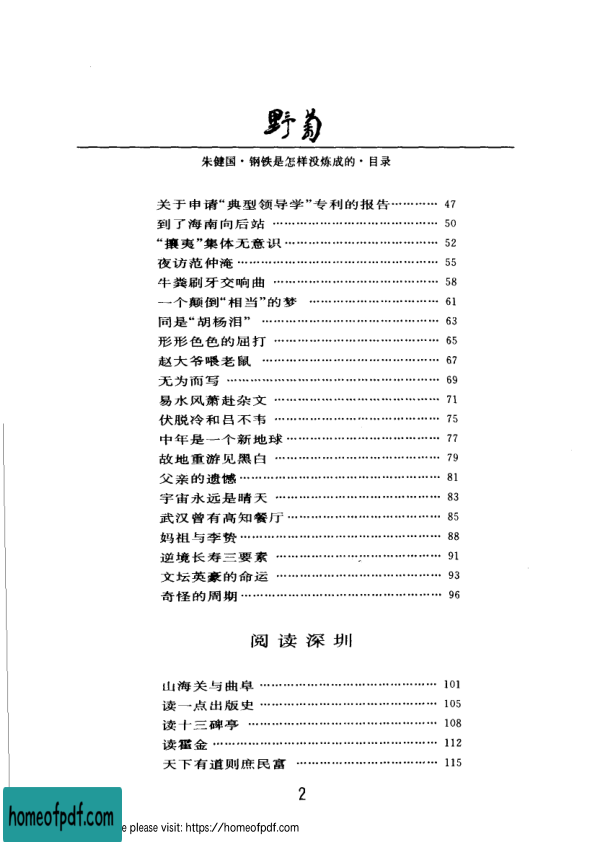 野菊
朱健国·钢铁是怎样没炼成的·目录
关于申请“典型领导学”专利的报告………… 47
到了海南向后站 …………………………………… 50
“攘夷”集体无意识………………………………… 52
夜访范仲淹…………………………………………… 55
牛粪刷牙交响曲 …………………………………… 58
一个颠倒“相当”的梦 …………………………… 61
同是“胡杨泪” ……………………………………… 63
形形色色的屈打 …………………………………… 65
赵大爷喂老鼠 ……………………………………… 67
无为而写 ……………………………………………… 69
易水风萧赴杂文 …………………………………… 71
伏脱冷和吕不韦 …………………………………… 75
中年是一个新地球………………………………… 77
故地重游见黑白 …………………………………… 79
父亲的遗憾…………………………………………… 81
宇宙永远是晴天 …………………………………… 83
武汉曾有高知餐厅………………………………… 85
妈祖与李贽…………………………………………… 88
逆境长寿三要素 …………………………………… 91
文坛英豪的命运 …………………………………… 93
奇怪的周期…………………………………………… 96
阅读深圳
山海关与曲阜 ……………………………………… 101
读一点出版史 ……………………………………… 105
读十三碑亭 ………………………………………… 108
读霍金 ………………………………………………… 112
天下有道则庶民富 ………………………………… 115
2
homeofpdf.com
e please visit: https://homeofpdf.com